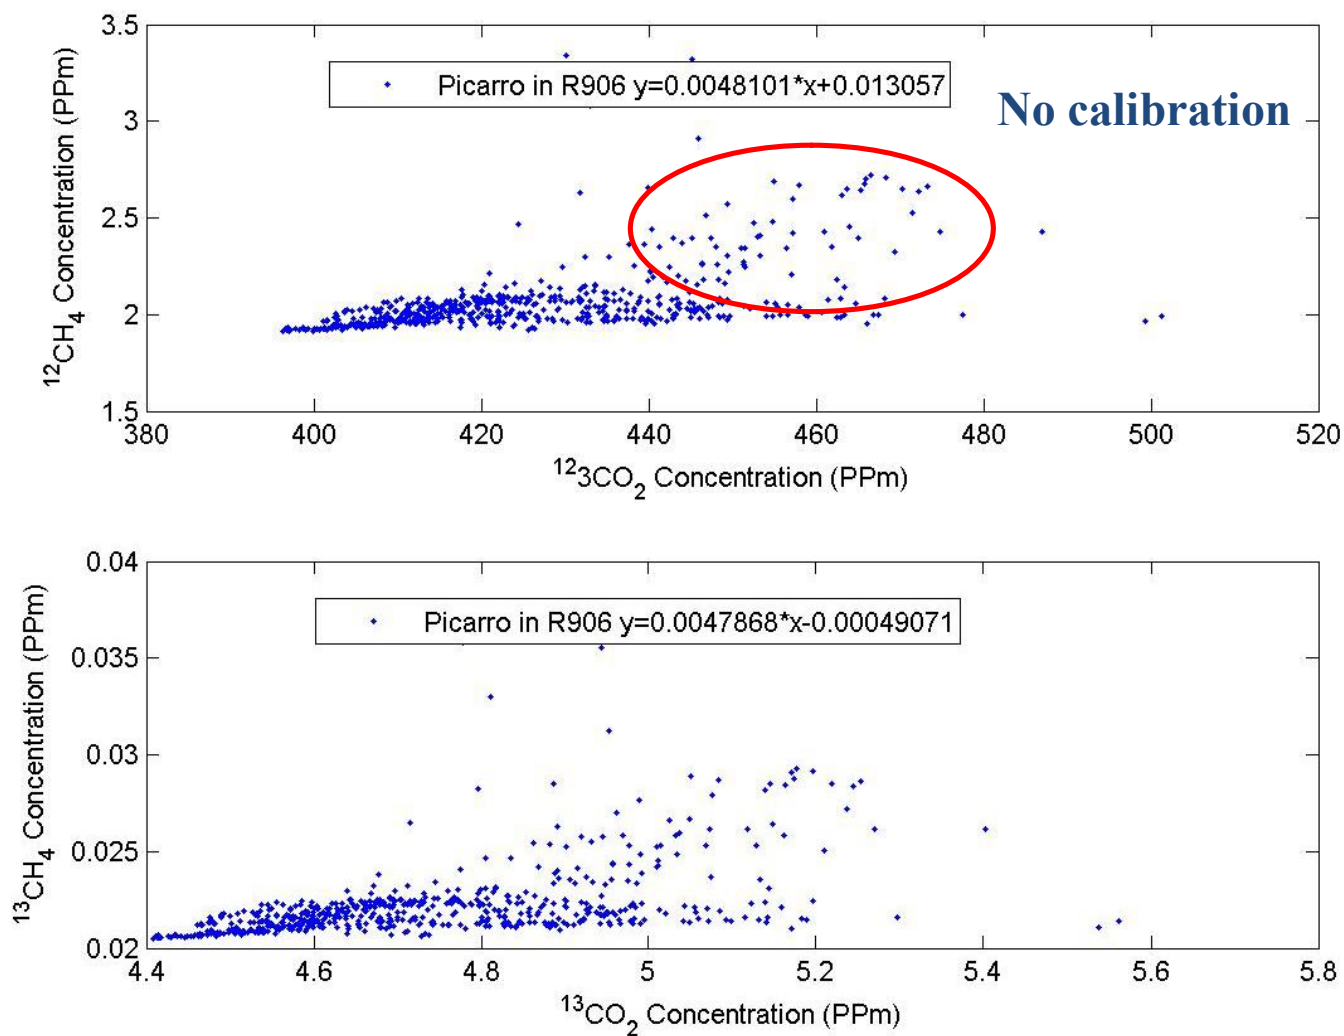 3.5
3
2.5
2
1.5
¹²CH₄ Concentration (PPm)
Picarro in R906 y=0.0048101*x+0.013057
No calibration
380 400 420 440 460 480 500 520
¹²3CO₂ Concentration (PPm)
0.04
0.035
0.03
0.025
0.02
¹³CH₄ Concentration (PPm)
Picarro in R906 y=0.0047868*x-0.00049071
4.4 4.6 4.8 5 5.2 5.4 5.6 5.8
¹³CO₂ Concentration (PPm)